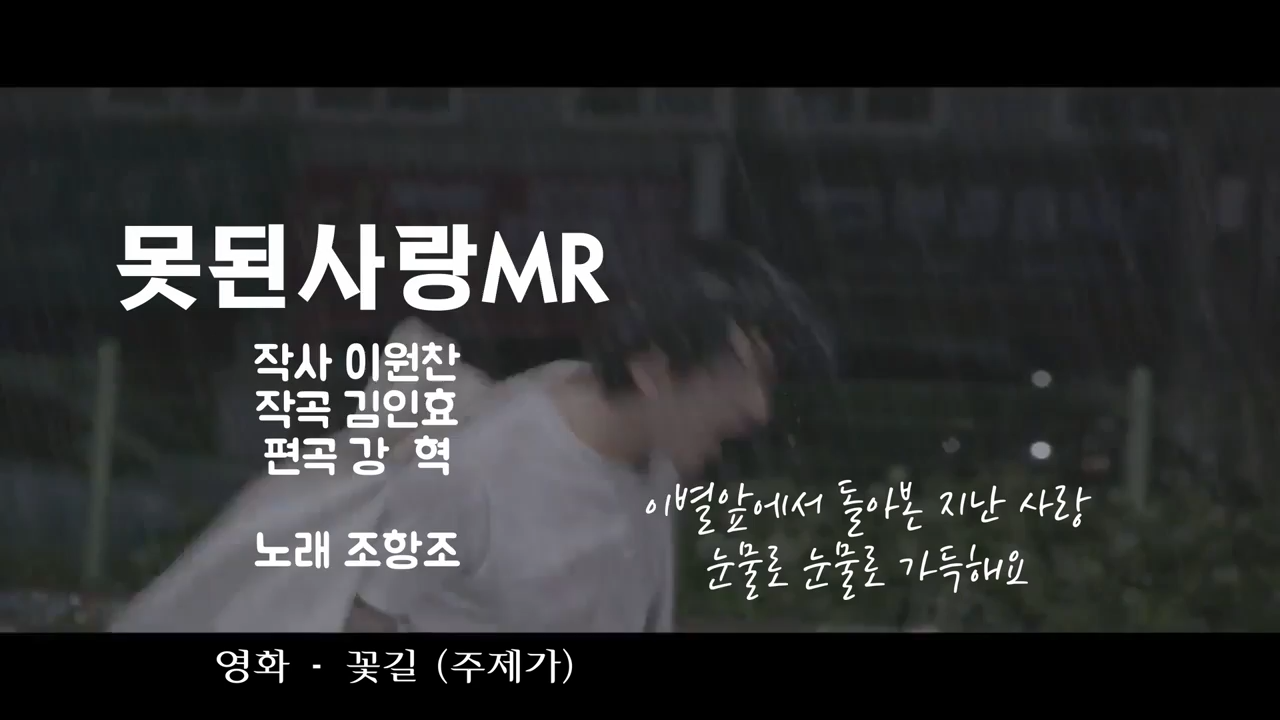 못된사랑MR
작사 이원찬
작곡 김인효
편곡 강 혁
노래 조항조
이별앞에서 돌아본 지난 사랑
눈물로 눈물로 가득해요
영화 - 꽃길 (주제가)